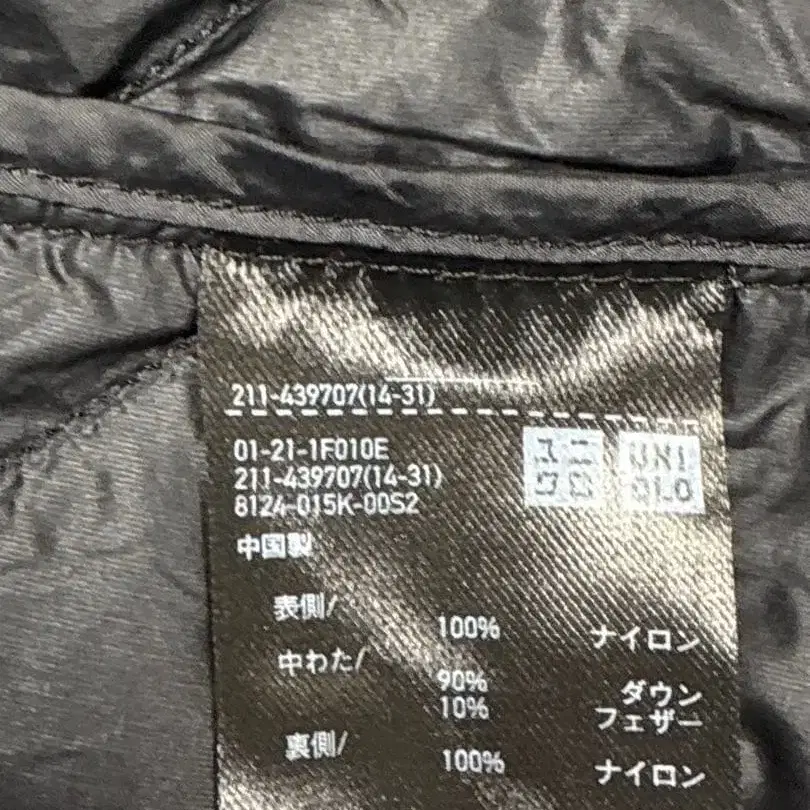 211-439707(14-31)
01-21-1F010E
211-439707(14-31)
8124-015K-00S2
ユニ
クロ
UNI
QLO
中国製
表側/
100% ナイロン
中わた/
90% ダウン
10% フェザー
裏側/
100% ナイロン